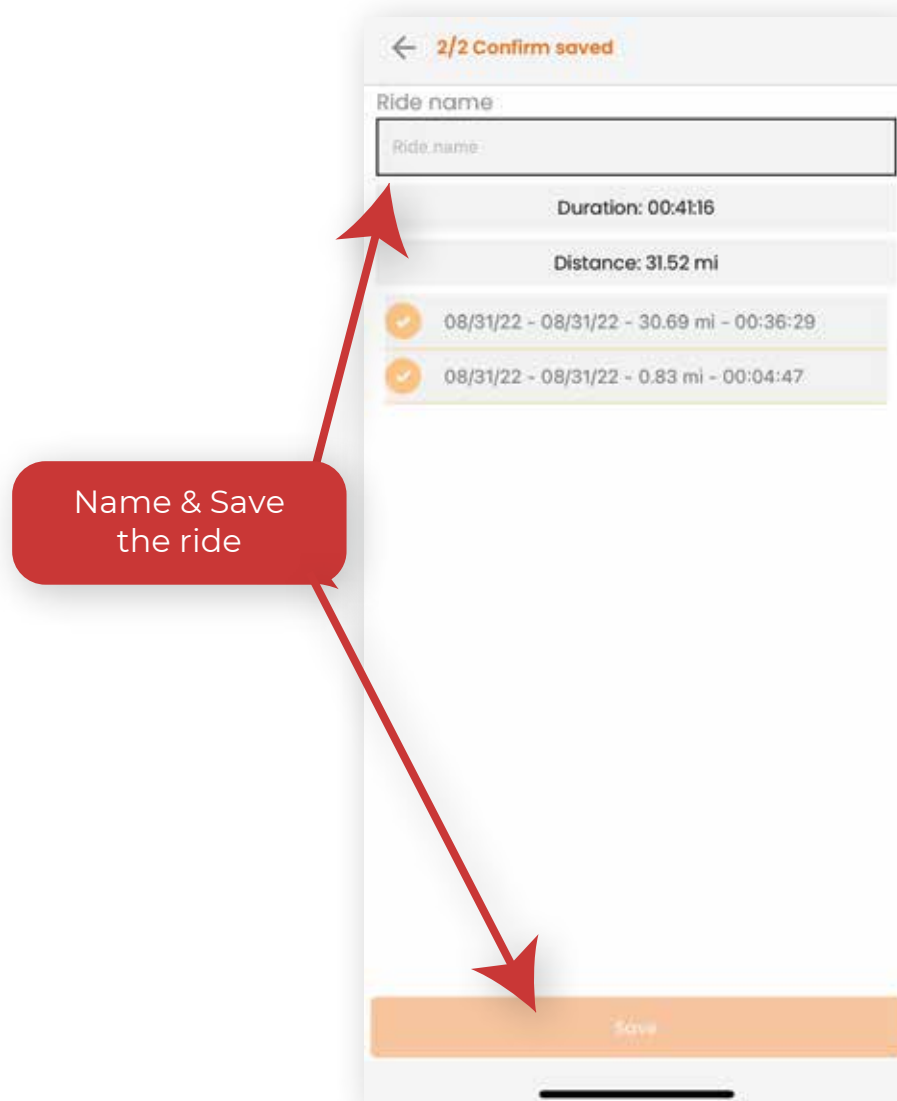 2/2 Confirm saved
Ride name
Ride name
Duration: 00:41:16
Distance: 31.52 mi
08/31/22 - 08/31/22 - 30.69 mi - 00:36:29
08/31/22 - 08/31/22 - 0.83 mi - 00:04:47
Name & Save
the ride
Save